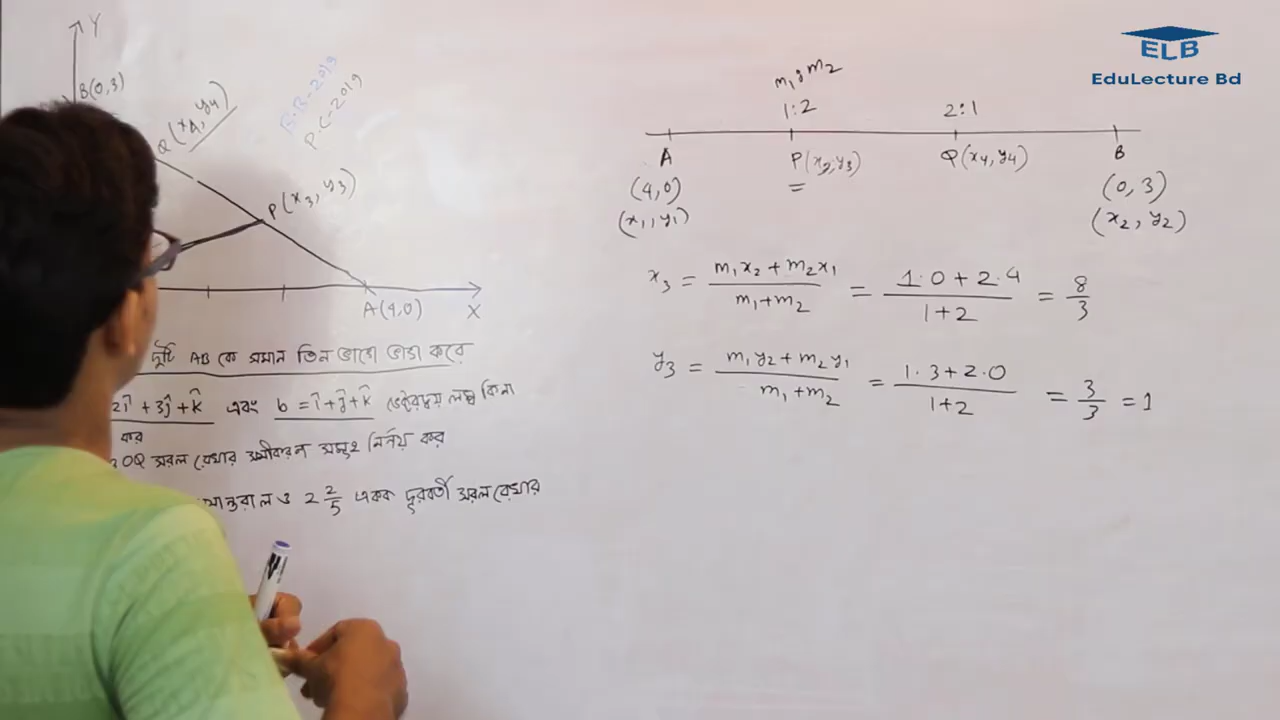 Y
B(0,3)
Q(x4,y4)
P.C-2019
P(x3,y3)
A(4,0)
X
দুটি AB কে সমান তিন ভাগে ভাগ করে
2î + 3ĵ + k̂ এবং b = î+ĵ+k̂ ভেক্টরদ্বয় লম্ব কিনা
কর
OQ সরল রেখার সমীকরণ সমূহ নির্ণয় কর
সমান্তরাল ও 2 2/5 একক দূরবর্তী সরলরেখার
ELB
EduLecture Bd
m1:m2
1:2 2:1
A P(x3,y3) Q(x4,y4) B
(4,0) = (0,3)
(x1,y1) (x2,y2)
x3 = (m1x2+m2x1)/(m1+m2) = (1·0+2·4)/(1+2) = 8/3
y3 = (m1y2+m2y1)/(m1+m2) = (1·3+2·0)/(1+2) = 3/3 = 1